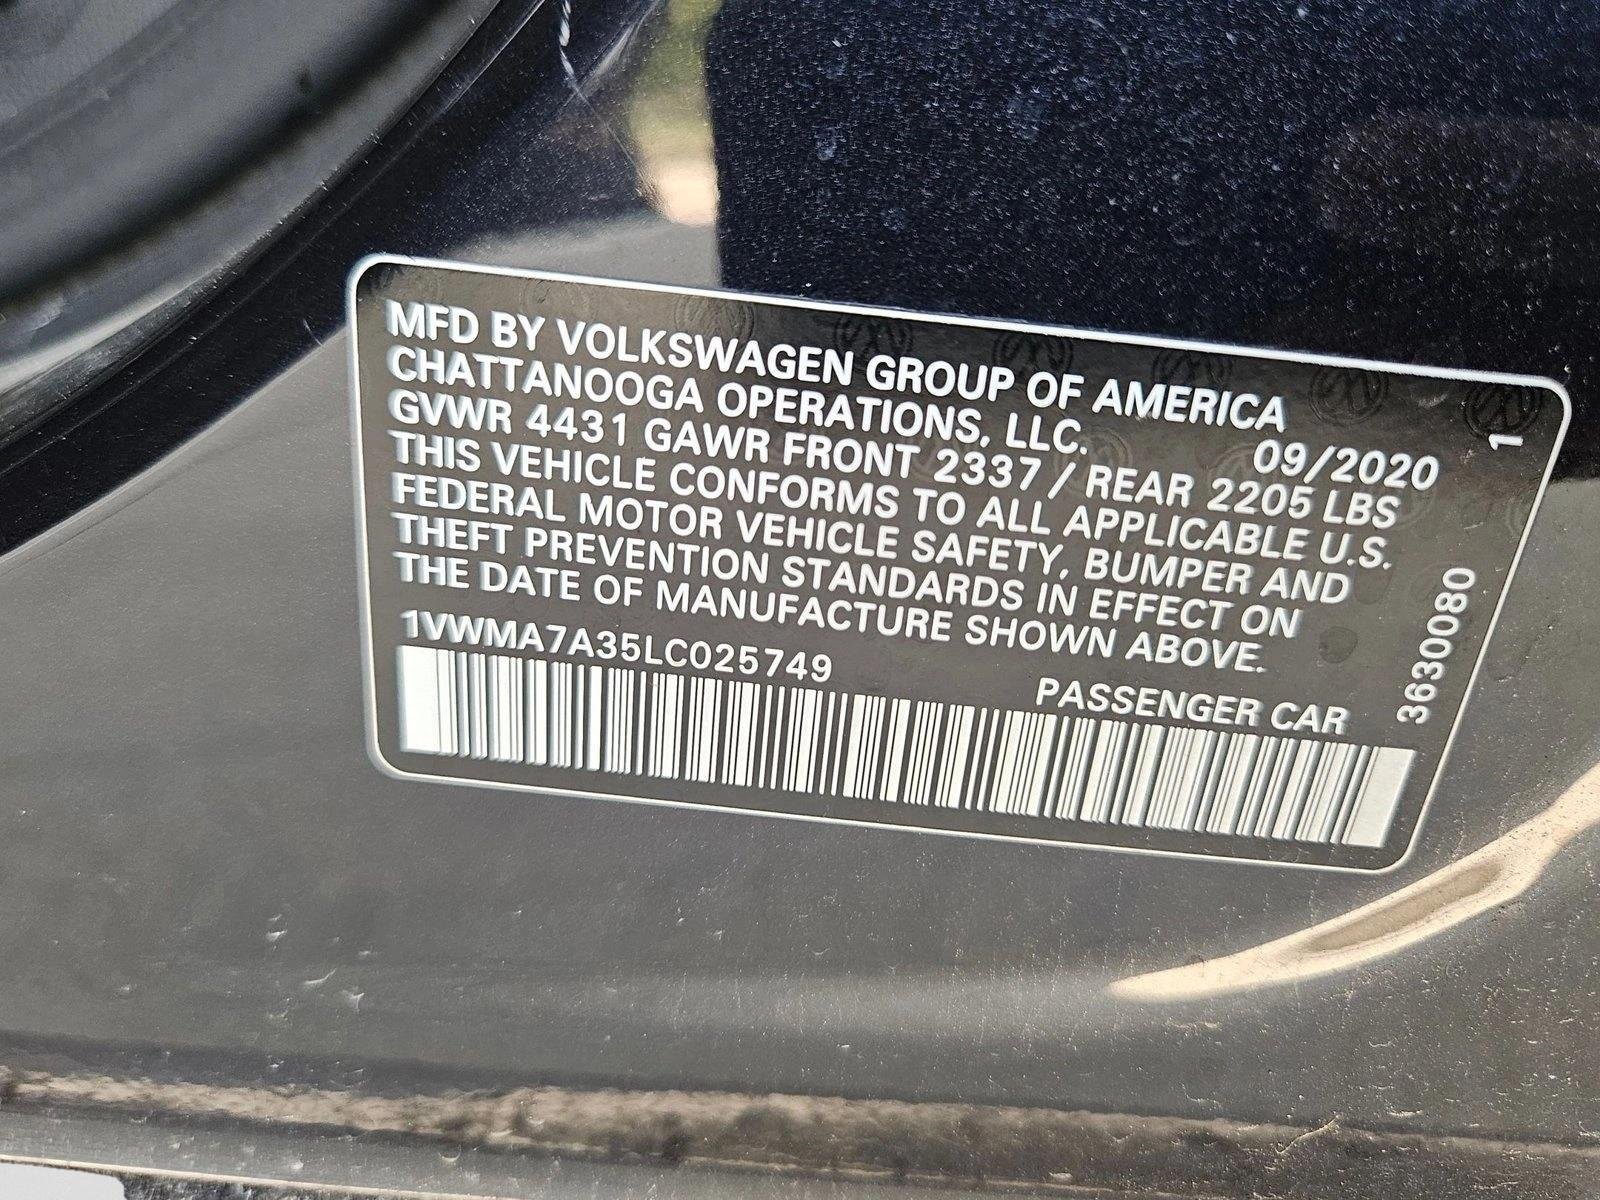 MFD BY VOLKSWAGEN GROUP OF AMERICA
CHATTANOOGA OPERATIONS, LLC. 09/2020
GVWR 4431 GAWR FRONT 2337 / REAR 2205 LBS
THIS VEHICLE CONFORMS TO ALL APPLICABLE U.S.
FEDERAL MOTOR VEHICLE SAFETY, BUMPER AND
THEFT PREVENTION STANDARDS IN EFFECT ON
THE DATE OF MANUFACTURE SHOWN ABOVE.
1VWMA7A35LC025749
PASSENGER CAR
3630080
1